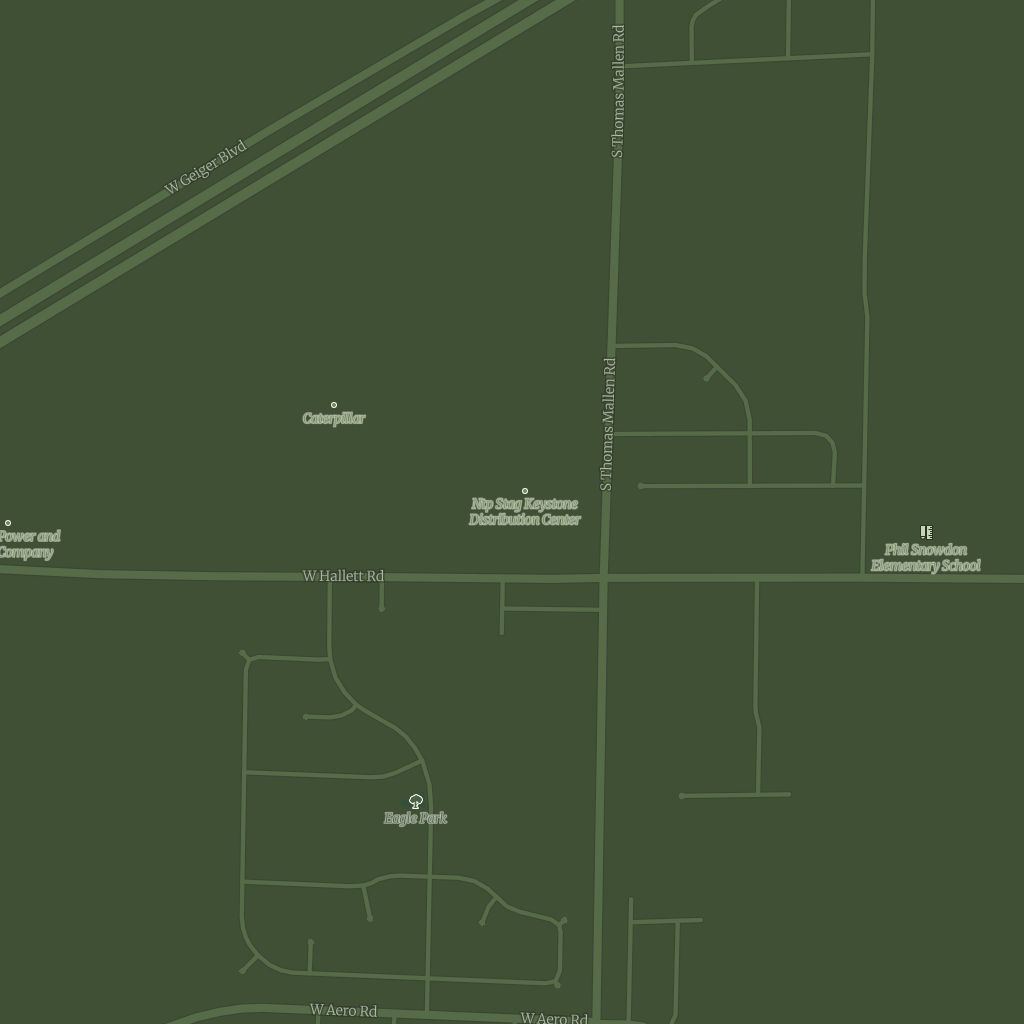 S Thomas Mallen Rd
W Geiger Blvd
S Thomas Mallen Rd
Caterpillar
Ntp Stag Keystone
Distribution Center
Power and
Company
Phil Snowdon
Elementary School
W Hallett Rd
Eagle Park
W Aero Rd
W Aero Rd